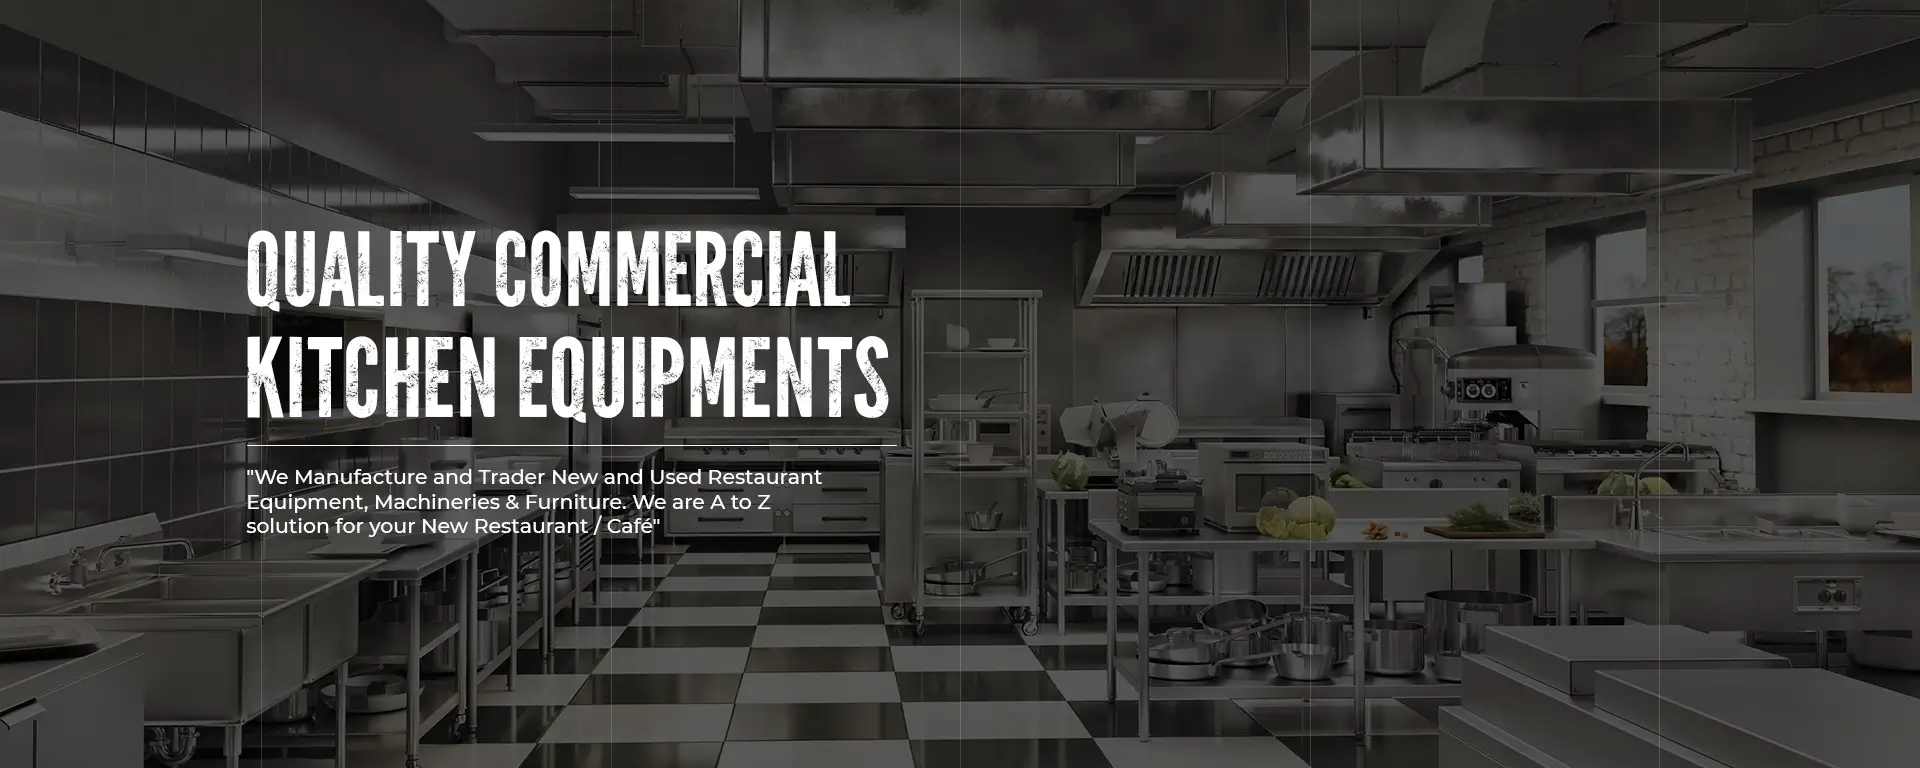 QUALITY COMMERCIAL
KITCHEN EQUIPMENTS
"We Manufacture and Trader New and Used Restaurant
Equipment, Machineries & Furniture. We are A to Z
solution for your New Restaurant / Café"